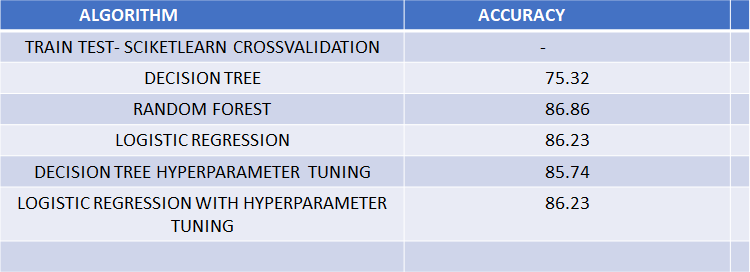 ALGORITHM ACCURACY
TRAIN TEST- SCIKETLEARN CROSSVALIDATION -
DECISION TREE 75.32
RANDOM FOREST 86.86
LOGISTIC REGRESSION 86.23
DECISION TREE HYPERPARAMETER TUNING 85.74
LOGISTIC REGRESSION WITH HYPERPARAMETER 86.23
TUNING